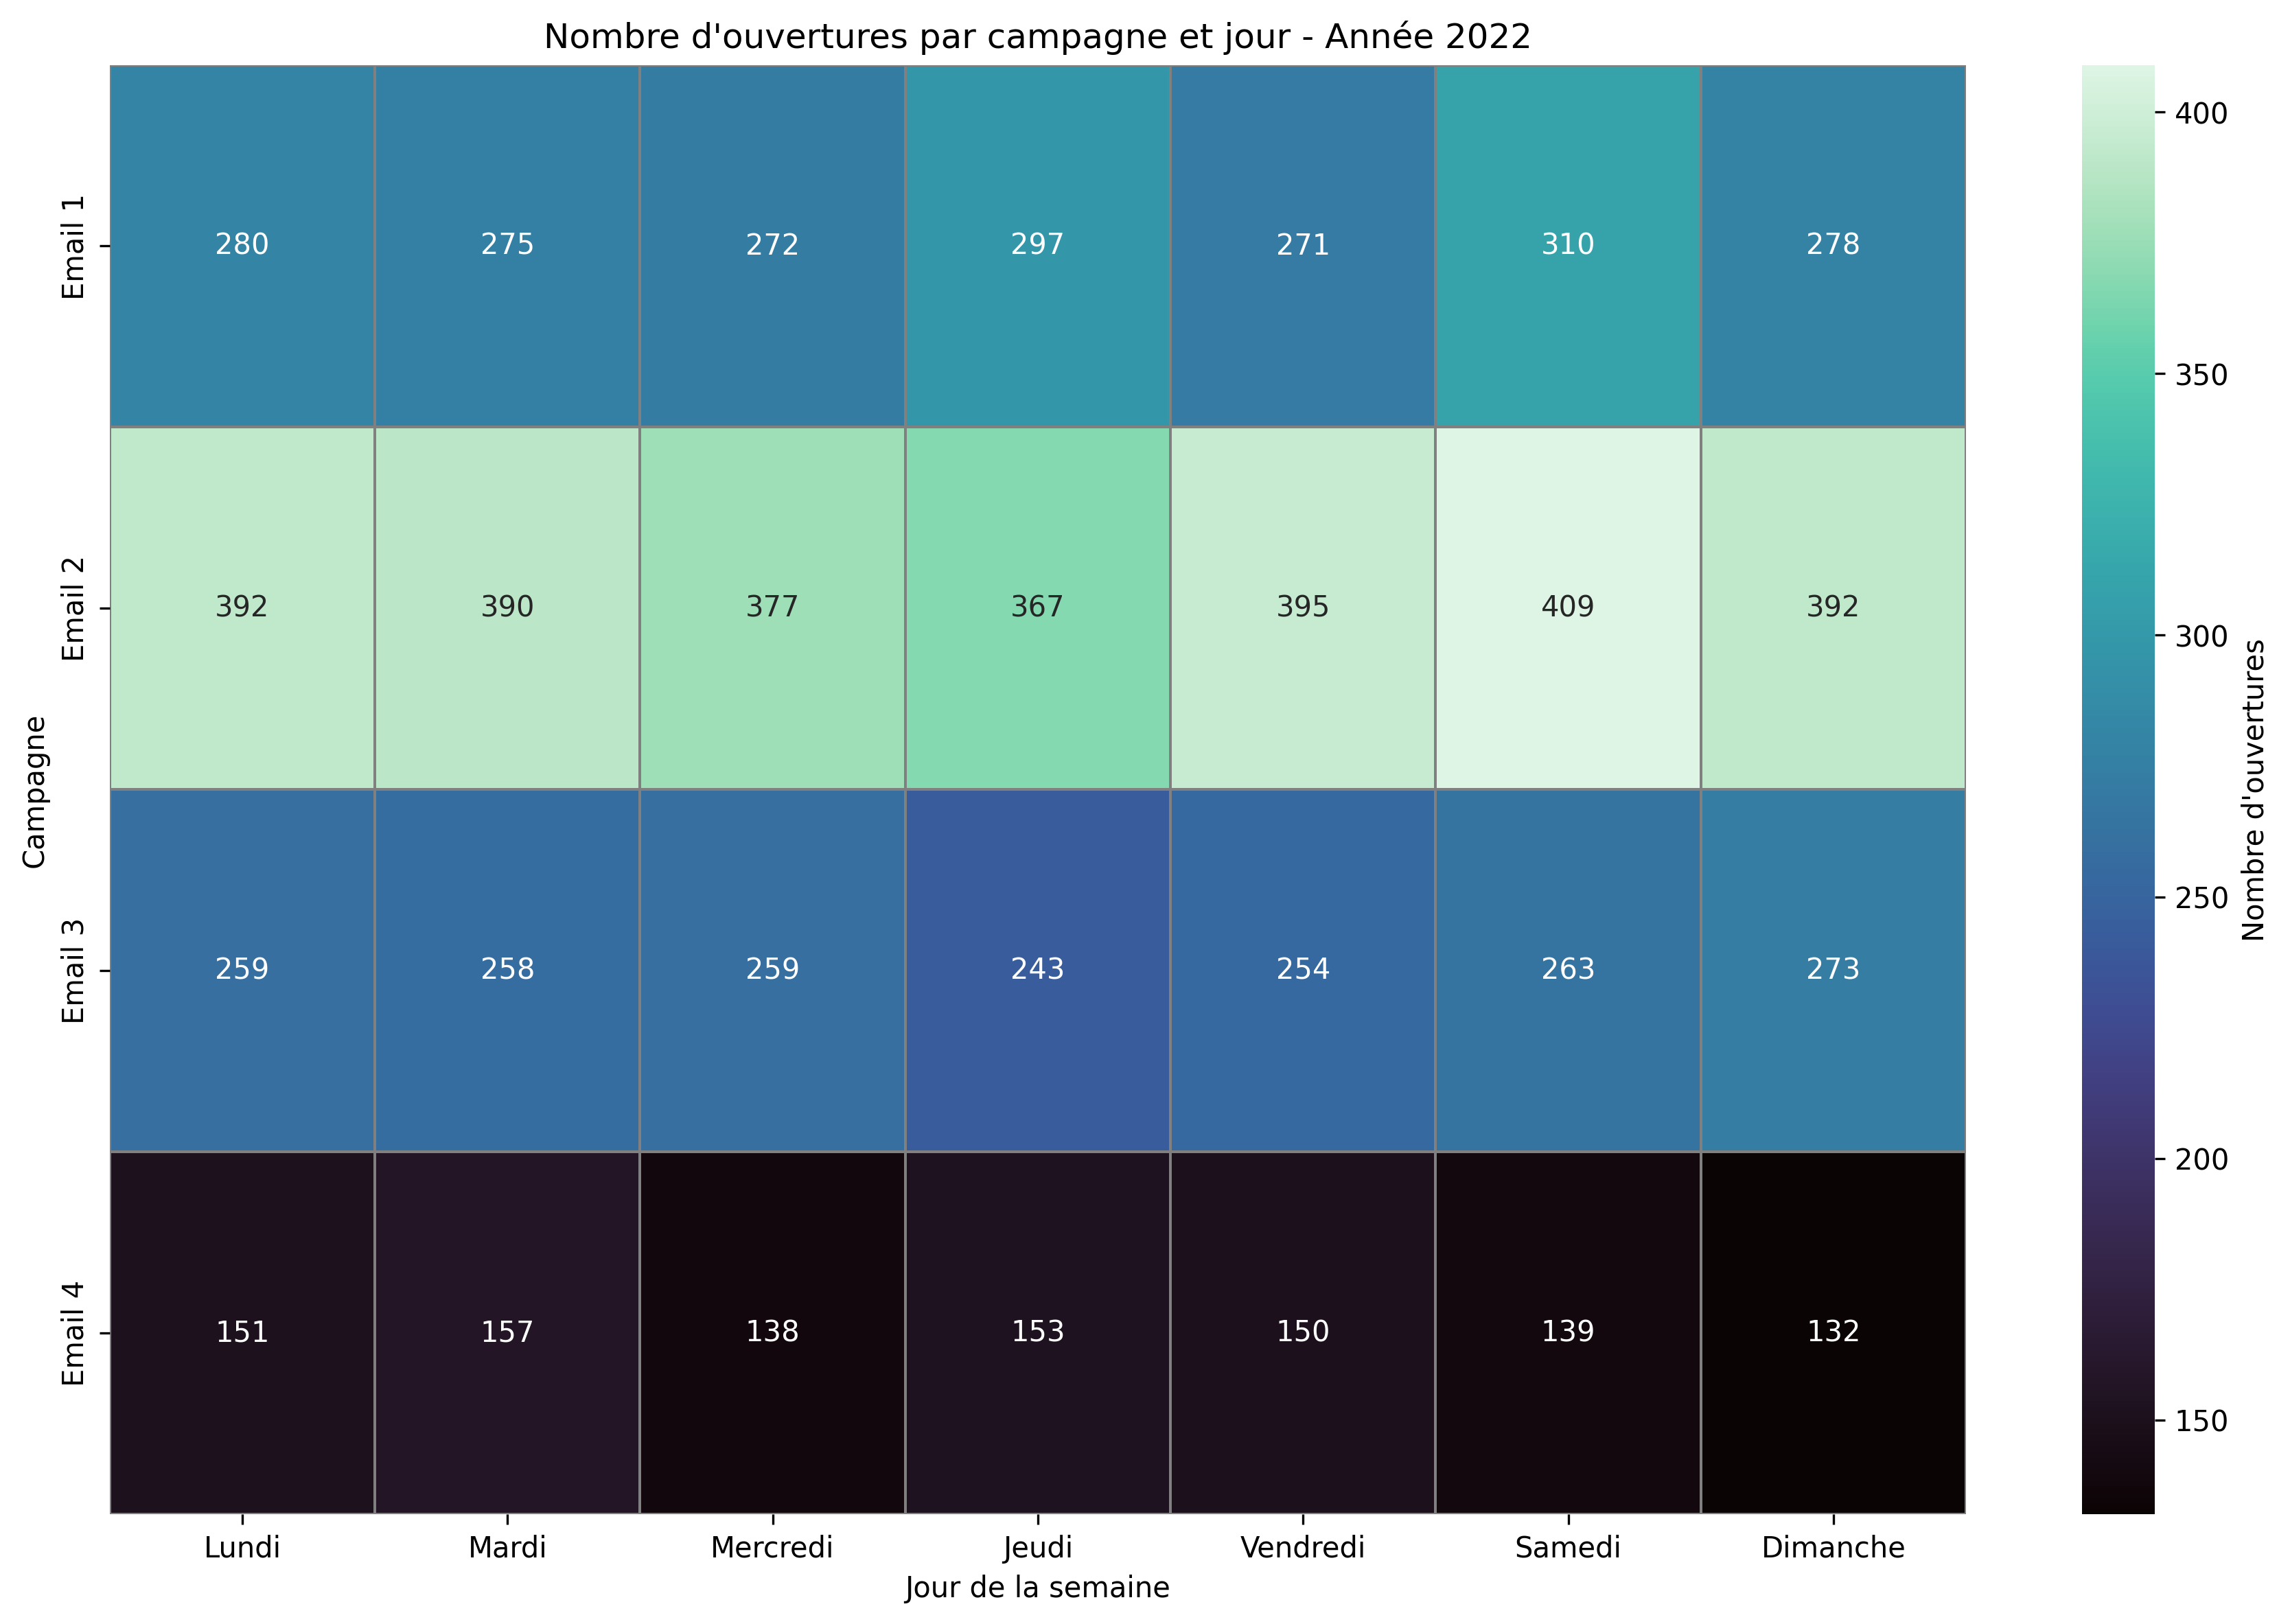 Nombre d'ouvertures par campagne et jour - Année 2022
Campagne
Email 1
280 275 272 297 271 310 278
Email 2
392 390 377 367 395 409 392
Email 3
259 258 259 243 254 263 273
Email 4
151 157 138 153 150 139 132
Lundi Mardi Mercredi Jeudi Vendredi Samedi Dimanche
Jour de la semaine
400
350
300
250
200
150
Nombre d'ouvertures